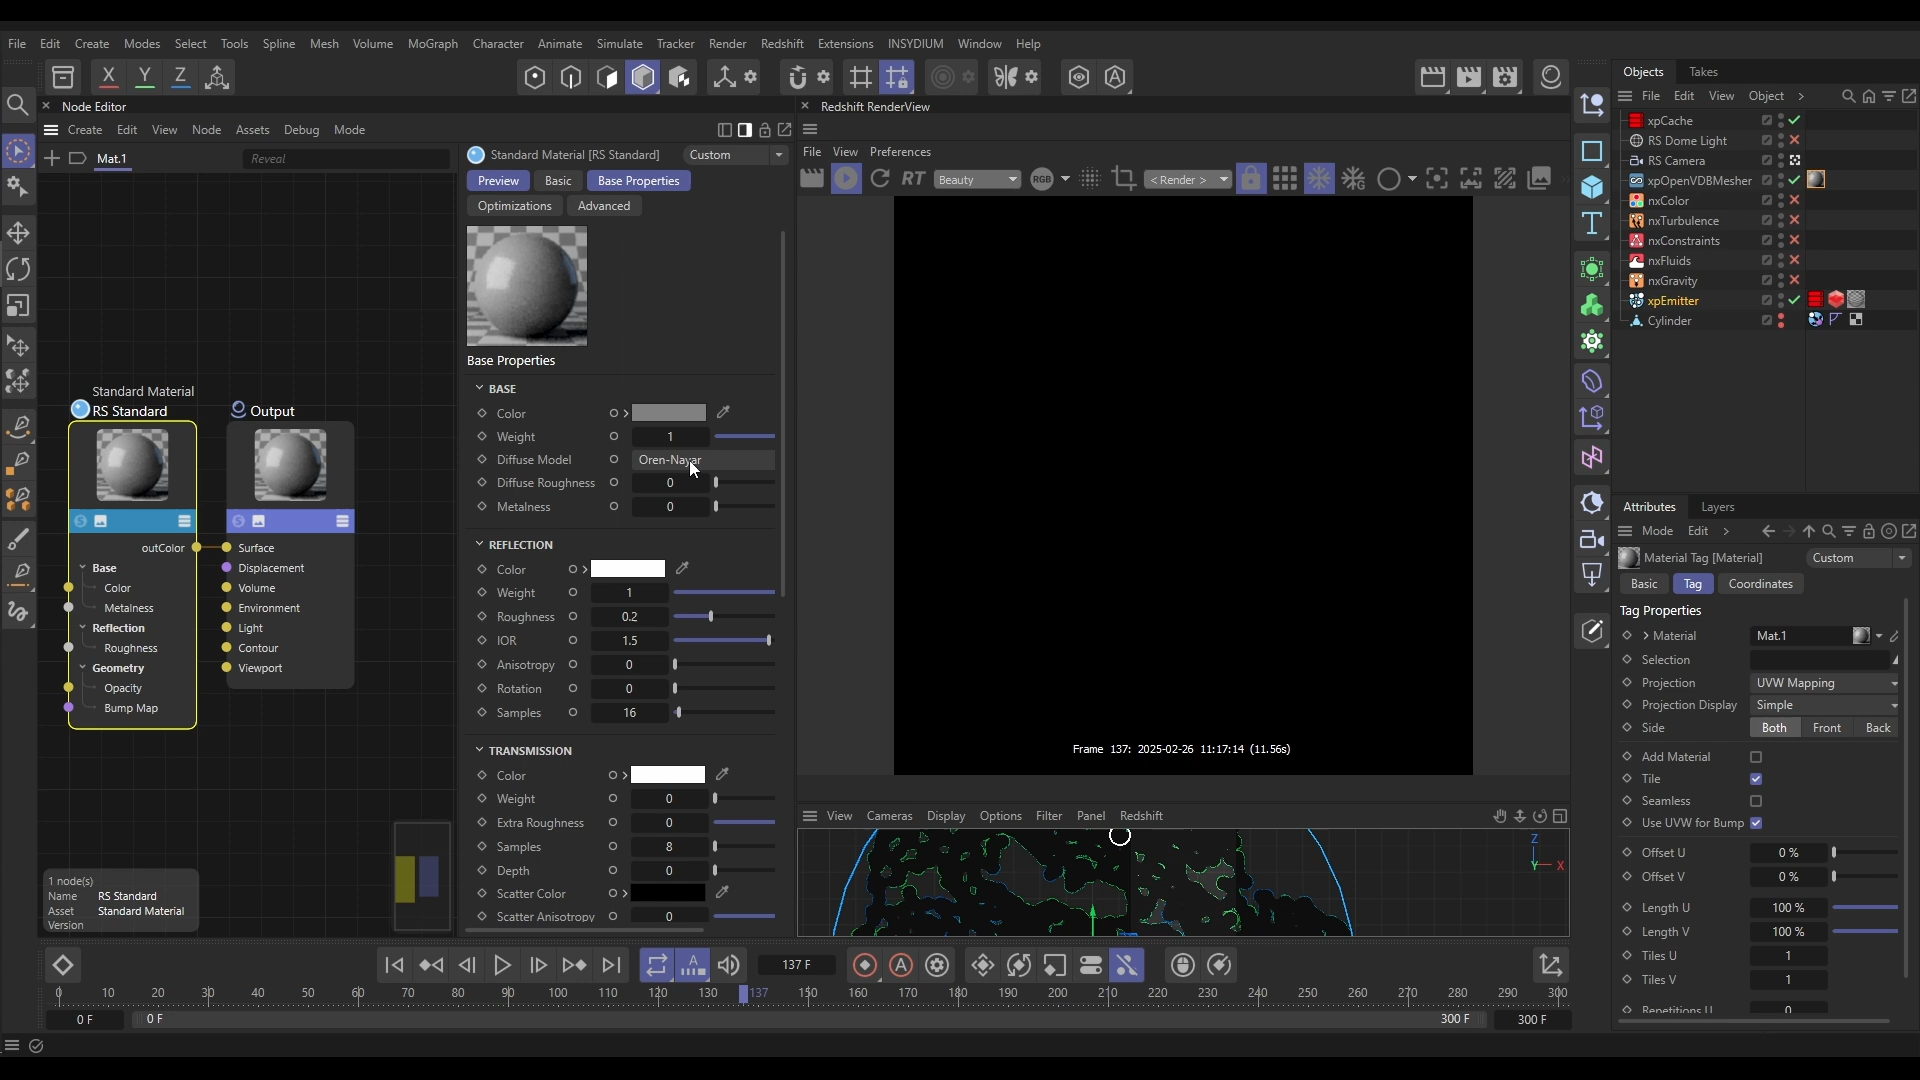 File Edit Create Modes Select Tools Spline Mesh Volume MoGraph Character Animate Simulate Tracker Render Redshift Extensions INSYDIUM Window Help
X Y Z
Node Editor
Create Edit View Node Assets Debug Mode
Mat.1
Reveal
Standard Material
RS Standard
Output
outColor
Base
Color
Metalness
Reflection
Roughness
Geometry
Opacity
Bump Map
Surface
Displacement
Volume
Environment
Light
Contour
Viewport
1 node(s)
Name RS Standard
Asset Standard Material
Version
Standard Material [RS Standard] Custom
Preview Basic Base Properties
Optimizations Advanced
Base Properties
BASE
Color
Weight 1
Diffuse Model Oren-Nayar
Diffuse Roughness 0
Metalness 0
REFLECTION
Color
Weight 1
Roughness 0.2
IOR 1.5
Anisotropy 0
Rotation 0
Samples 16
TRANSMISSION
Color
Weight 0
Extra Roughness 0
Samples 8
Depth 0
Scatter Color
Scatter Anisotropy 0
Redshift RenderView
File View Preferences
RT Beauty RGB < Render > G
Frame 137: 2025-02-26 11:17:14 (11.56s)
View Cameras Display Options Filter Panel Redshift
Z
Y X
Objects Takes
File Edit View Object
xpCache
RS Dome Light
RS Camera
xpOpenVDBMesher
nxColor
nxTurbulence
nxConstraints
nxFluids
nxGravity
xpEmitter
Cylinder
Attributes Layers
Mode Edit
Material Tag [Material] Custom
Basic Tag Coordinates
Tag Properties
Material Mat.1
Selection
Projection UVW Mapping
Projection Display Simple
Side Both Front Back
Add Material
Tile
Seamless
Use UVW for Bump
Offset U 0 %
Offset V 0 %
Length U 100 %
Length V 100 %
Tiles U 1
Tiles V 1
Repetitions U 0
137 F
0 10 20 30 40 50 60 70 80 90 100 110 120 130 137 150 160 170 180 190 200 210 220 230 240 250 260 270 280 290 300
0 F 0 F 300 F 300 F